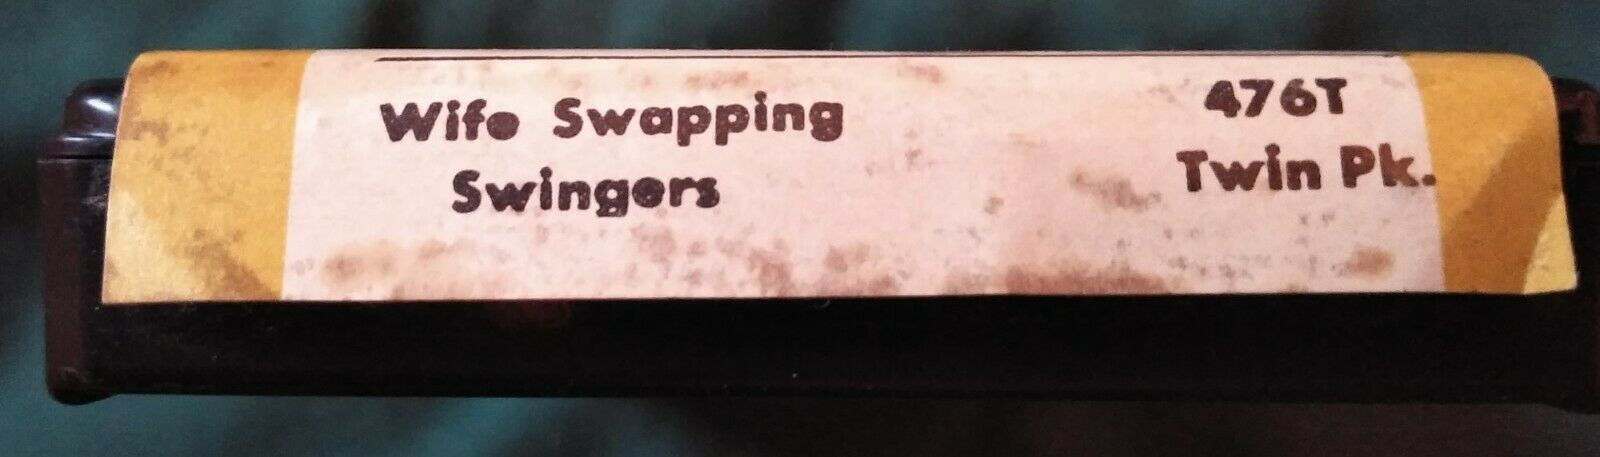 Wife Swapping
Swingers
476T
Twin Pk.